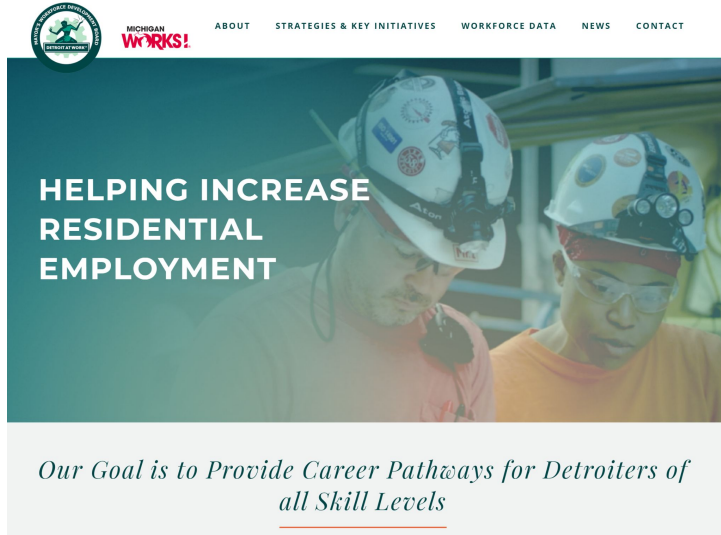 MAYOR'S WORKFORCE DEVELOPMENT BOARD
DETROIT AT WORK
MICHIGAN
WORKS!
ABOUT
STRATEGIES & KEY INITIATIVES
WORKFORCE DATA
NEWS
CONTACT
HELPING INCREASE
RESIDENTIAL
EMPLOYMENT
Our Goal is to Provide Career Pathways for Detroiters of
all Skill Levels